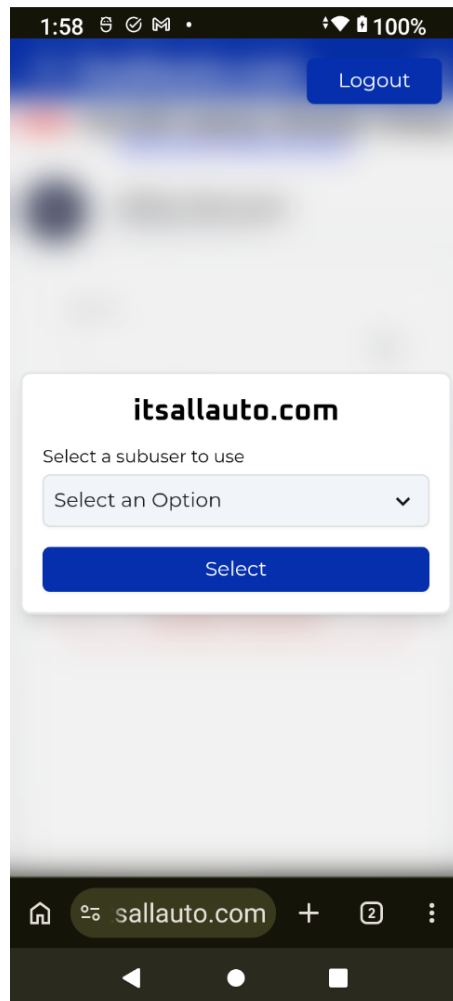 1:58 100%
Logout
itsallauto.com
Select a subuser to use
Select an Option
Select
sallauto.com 2